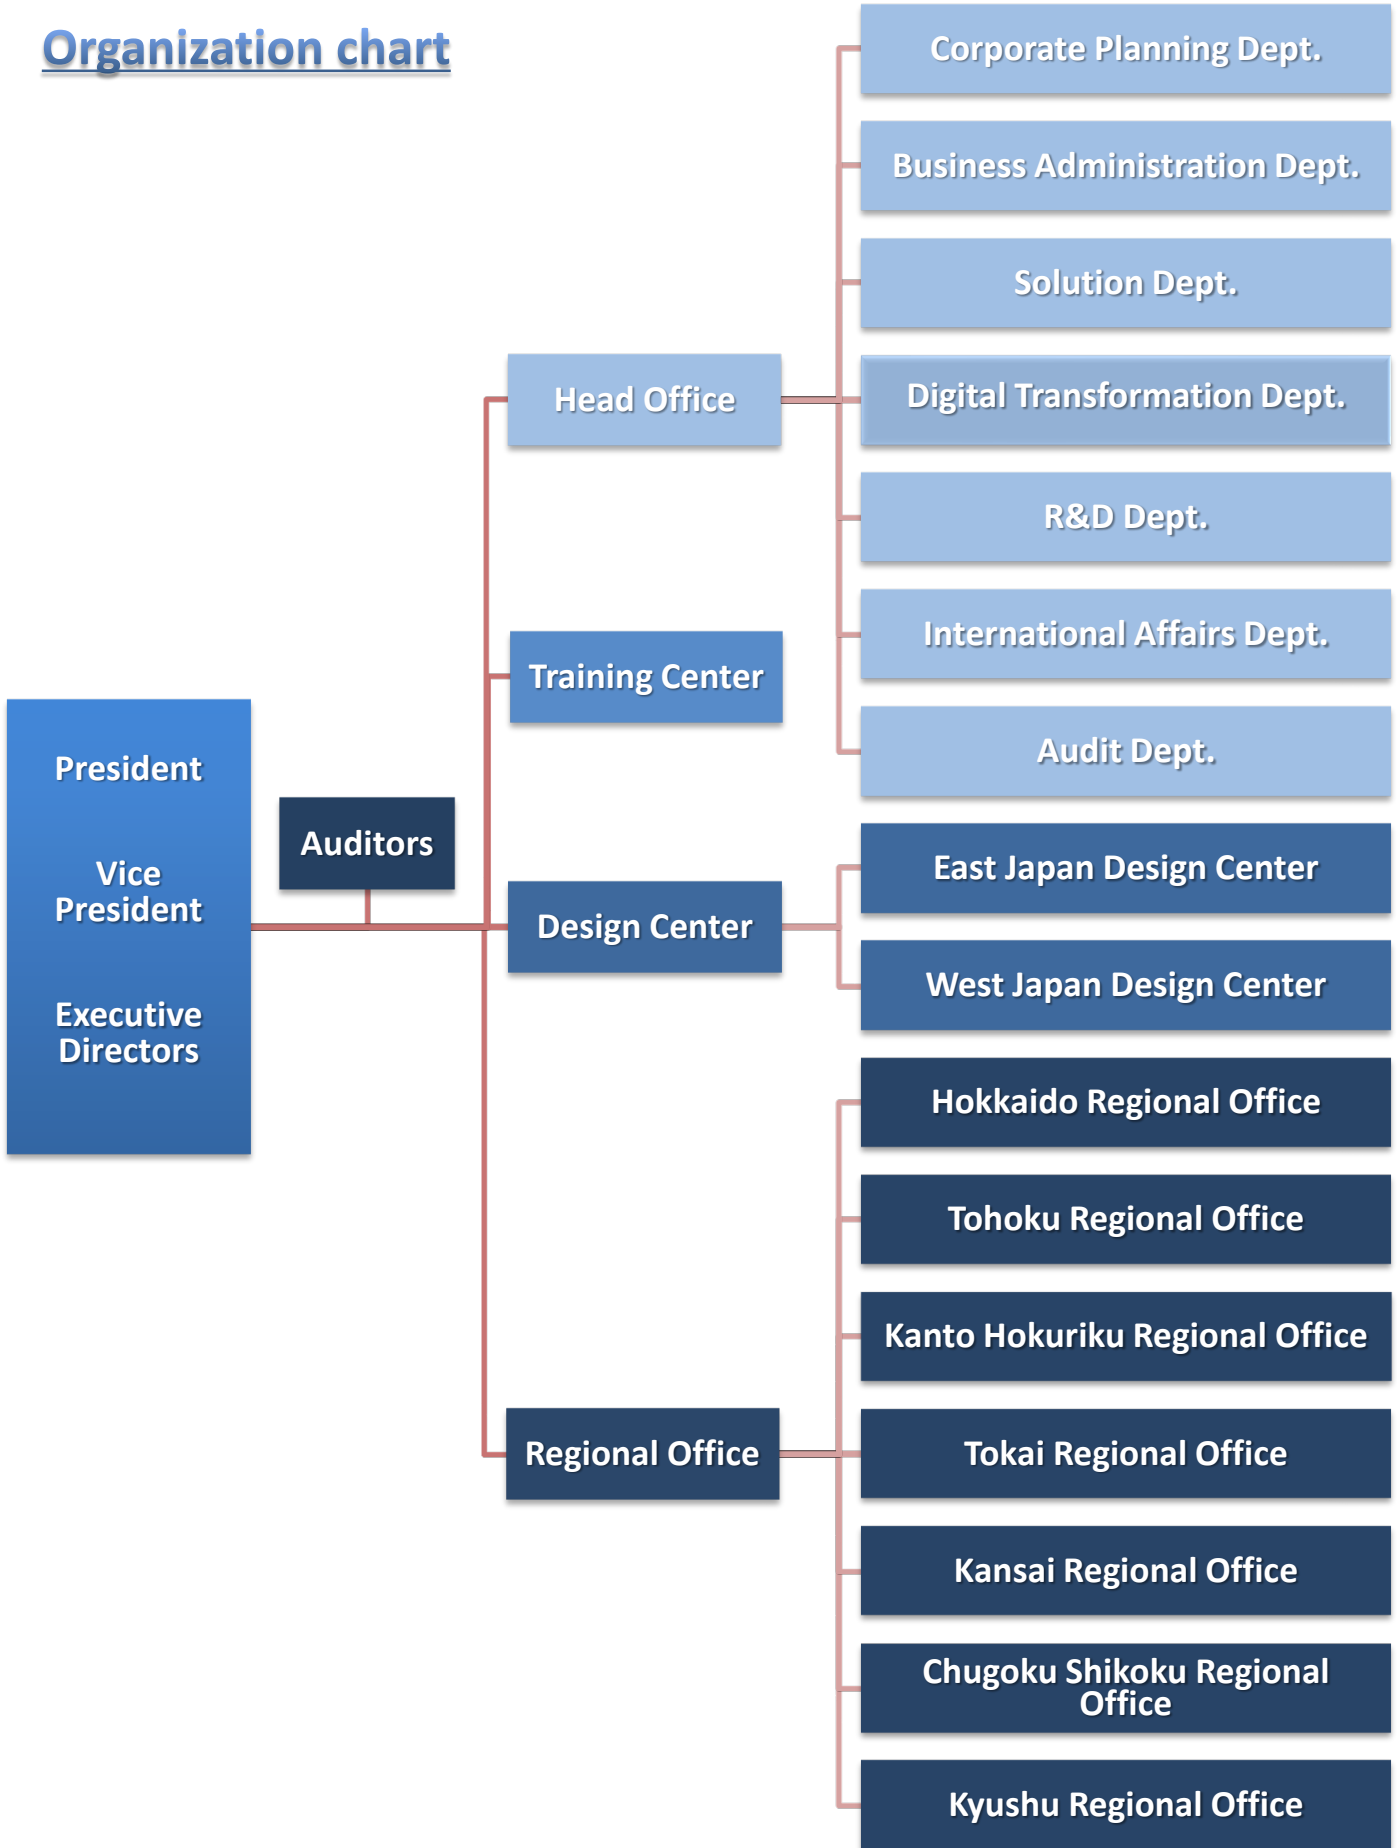 Organization chart
President
Vice
President
Executive
Directors
Auditors
Head Office
Training Center
Design Center
Regional Office
Corporate Planning Dept.
Business Administration Dept.
Solution Dept.
Digital Transformation Dept.
R&D Dept.
International Affairs Dept.
Audit Dept.
East Japan Design Center
West Japan Design Center
Hokkaido Regional Office
Tohoku Regional Office
Kanto Hokuriku Regional Office
Tokai Regional Office
Kansai Regional Office
Chugoku Shikoku Regional
Office
Kyushu Regional Office